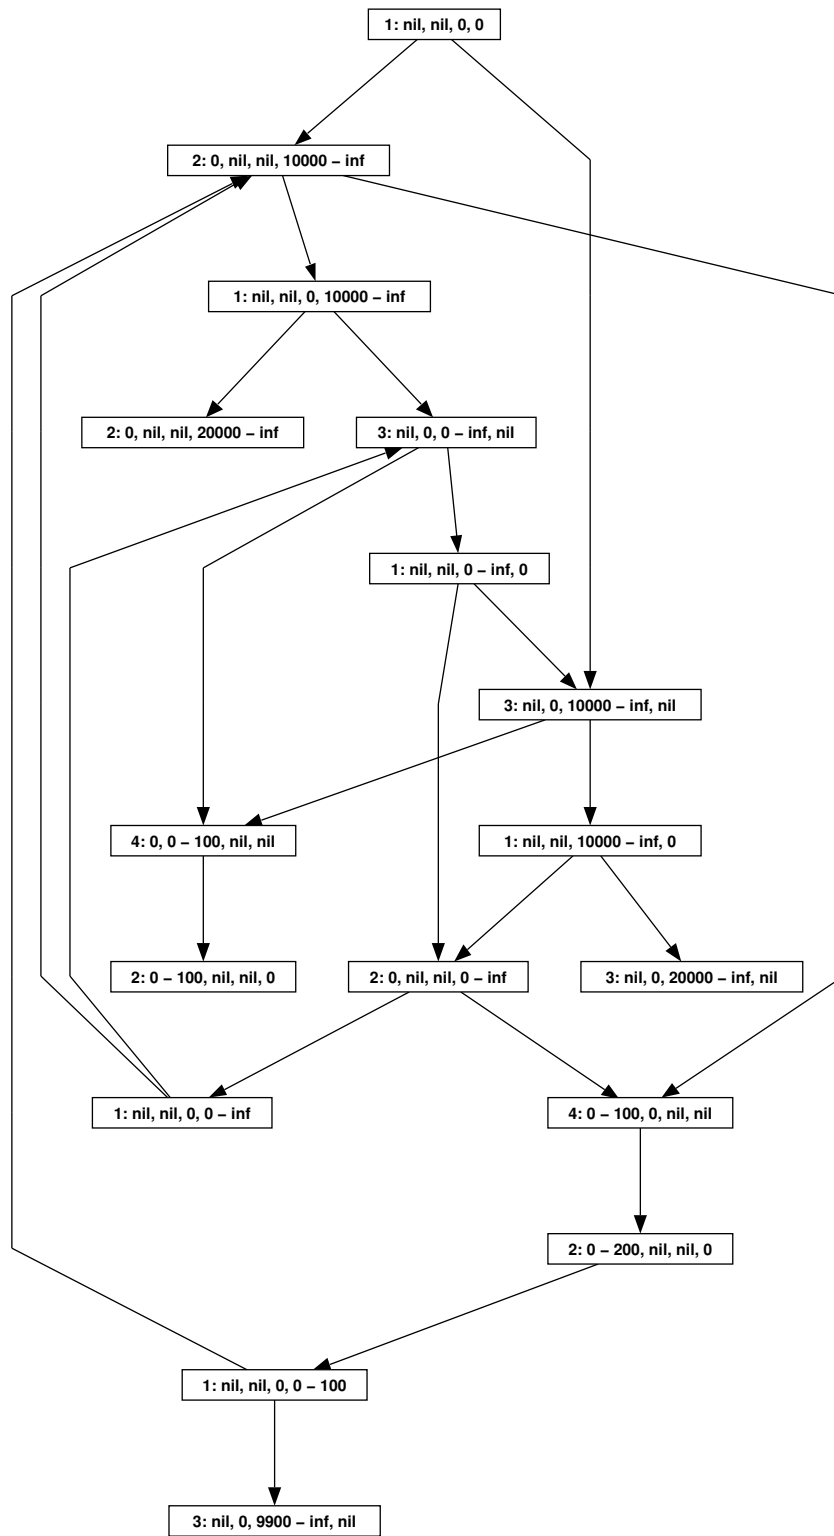 1: nil, nil, 0, 0
2: 0, nil, nil, 10000 – inf
1: nil, nil, 0, 10000 – inf
2: 0, nil, nil, 20000 – inf
3: nil, 0, 0 – inf, nil
1: nil, nil, 0 – inf, 0
3: nil, 0, 10000 – inf, nil
4: 0, 0 – 100, nil, nil
1: nil, nil, 10000 – inf, 0
2: 0 – 100, nil, nil, 0
2: 0, nil, nil, 0 – inf
3: nil, 0, 20000 – inf, nil
1: nil, nil, 0, 0 – inf
4: 0 – 100, 0, nil, nil
2: 0 – 200, nil, nil, 0
1: nil, nil, 0, 0 – 100
3: nil, 0, 9900 – inf, nil